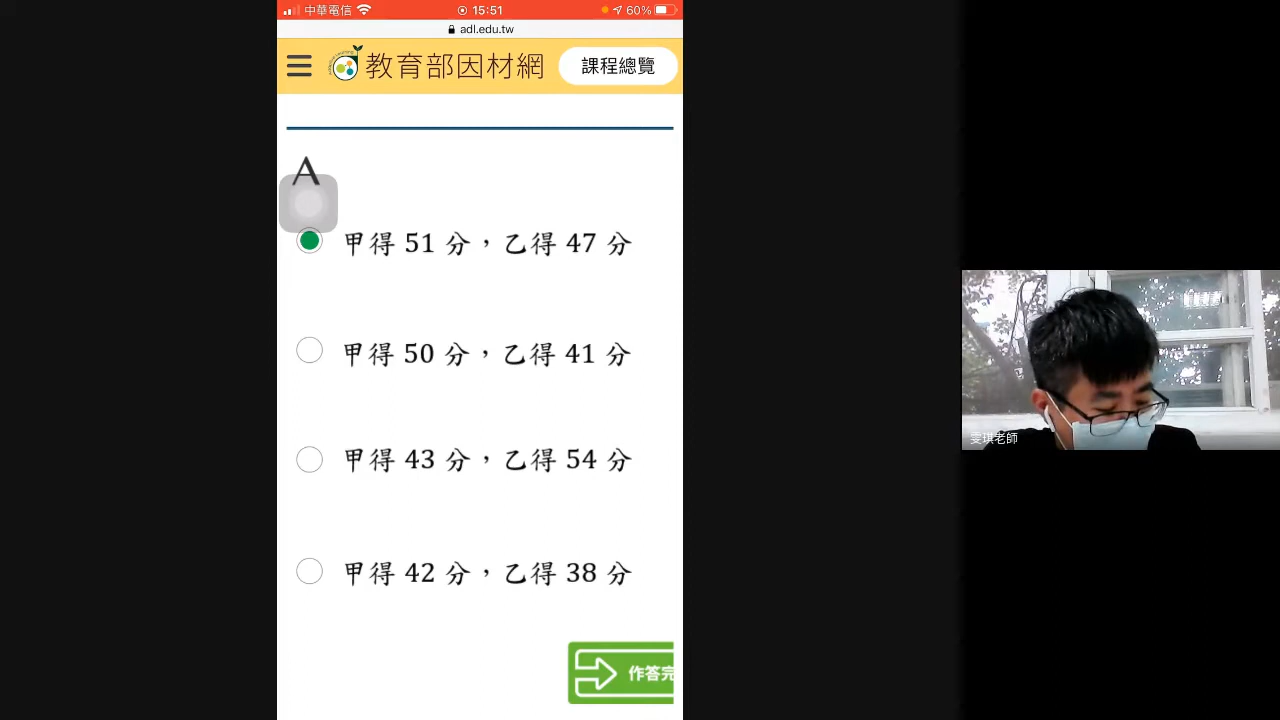 中華電信 15:51 60%
adl.edu.tw
教育部因材網 課程總覽
A
甲得 51 分，乙得 47 分
甲得 50 分，乙得 41 分
甲得 43 分，乙得 54 分
甲得 42 分，乙得 38 分
作答完
雯琪老師